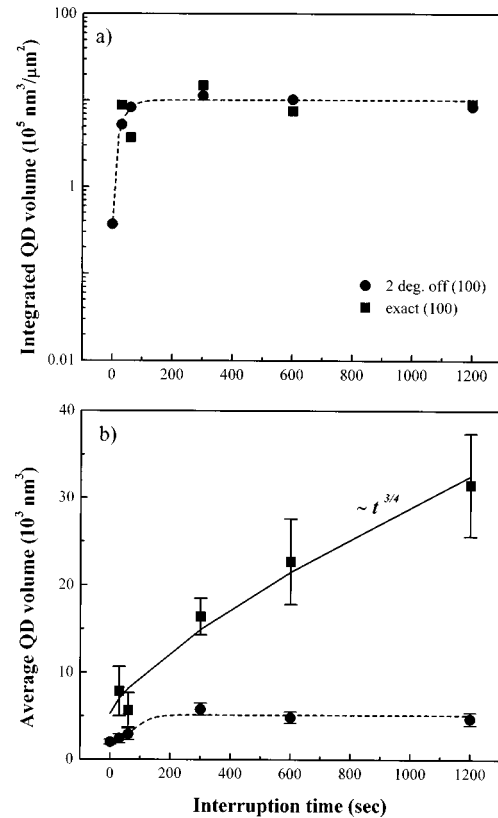 a)
Integrated QD volume (10⁵ nm³/μm²)
100
10
1
0.01
2 deg. off (100)
exact (100)
0 200 400 600 800 1000 1200
b)
Average QD volume (10³ nm³)
40
30
20
10
0
~ t ³/⁴
0 200 400 600 800 1000 1200
Interruption time (sec)